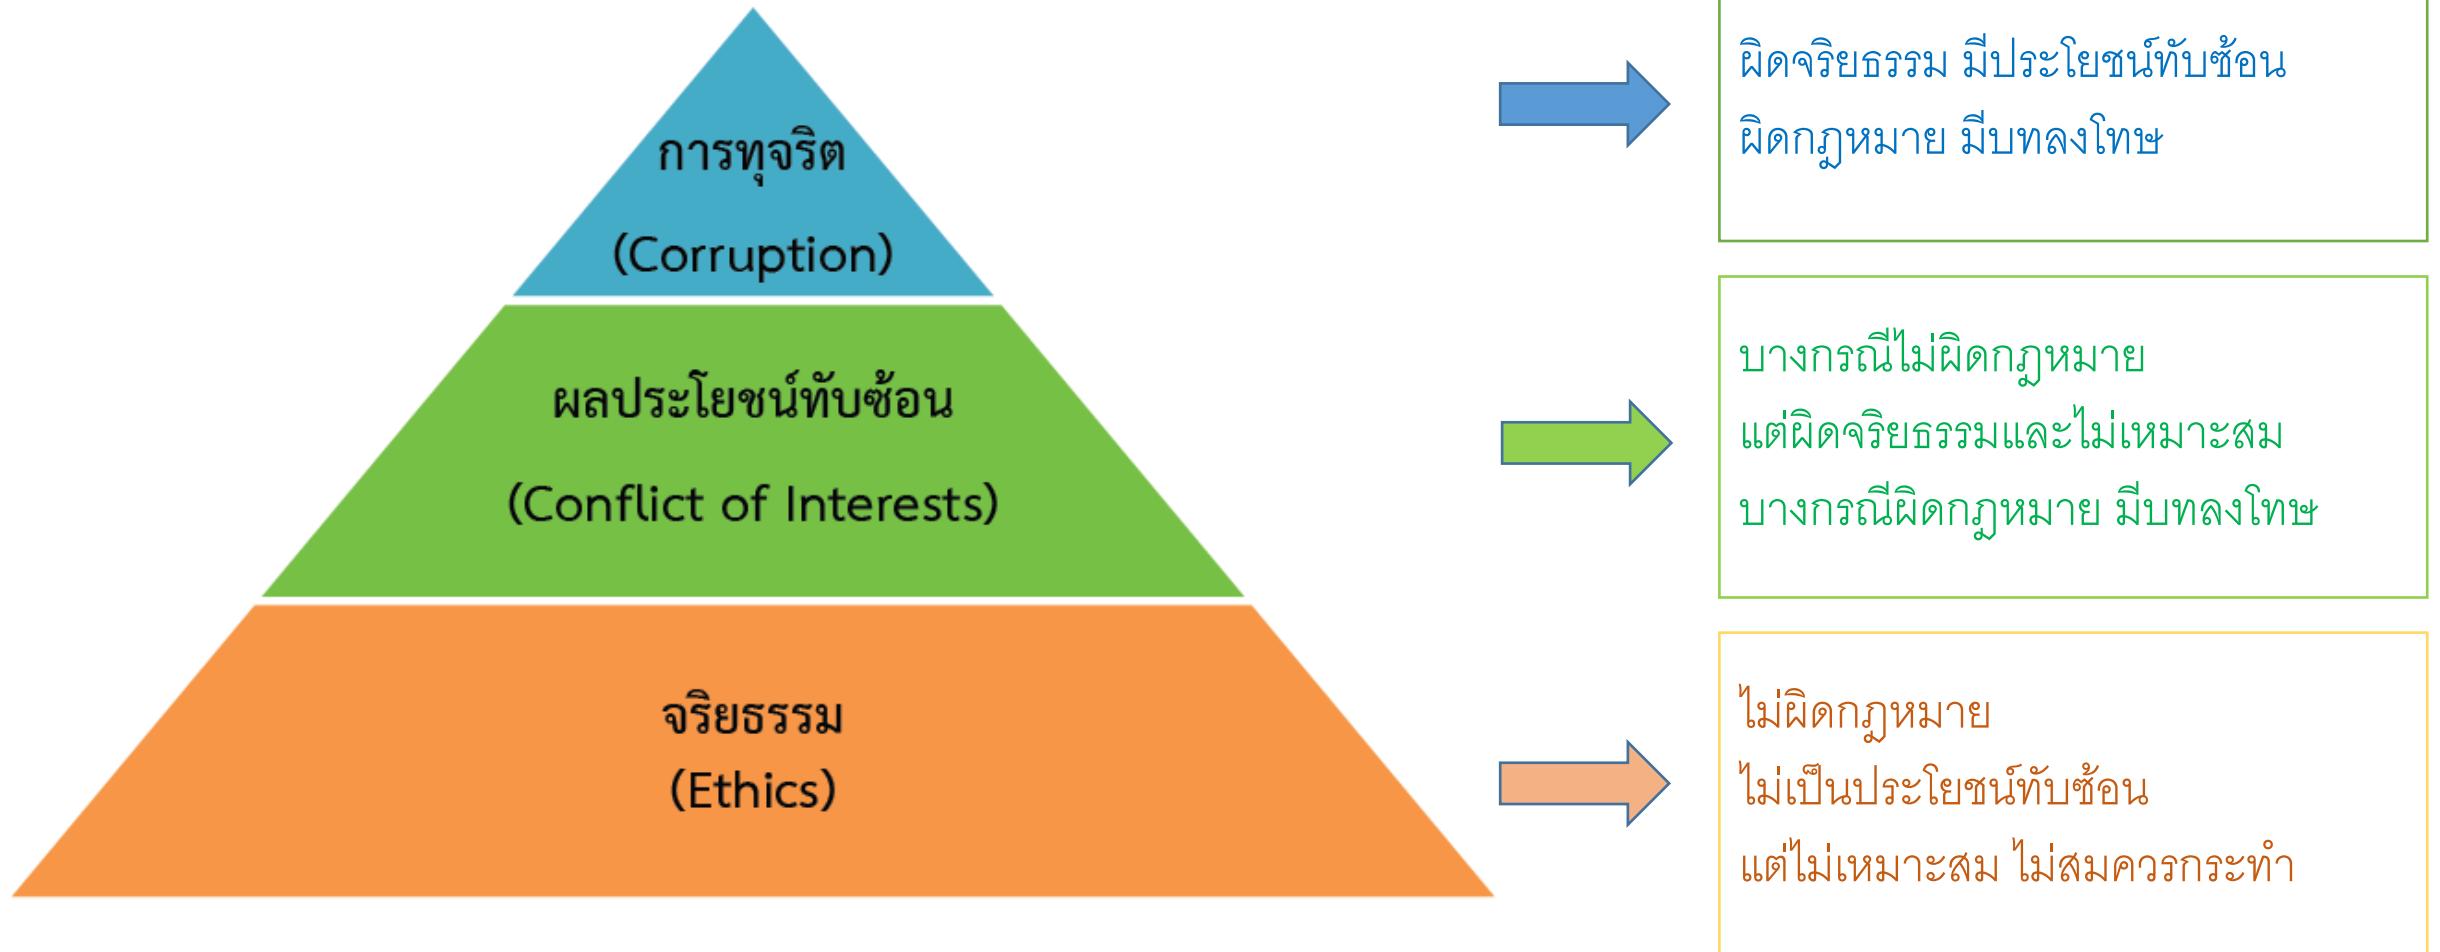 การทุจริต
(Corruption)
ผิดจริยธรรม มีประโยชน์ทับซ้อน
ผิดกฎหมาย มีบทลงโทษ
ผลประโยชน์ทับซ้อน
(Conflict of Interests)
บางกรณีไม่ผิดกฎหมาย
แต่ผิดจริยธรรมและไม่เหมาะสม
บางกรณีผิดกฎหมาย มีบทลงโทษ
จริยธรรม
(Ethics)
ไม่ผิดกฎหมาย
ไม่เป็นประโยชน์ทับซ้อน
แต่ไม่เหมาะสม ไม่สมควรกระทำ